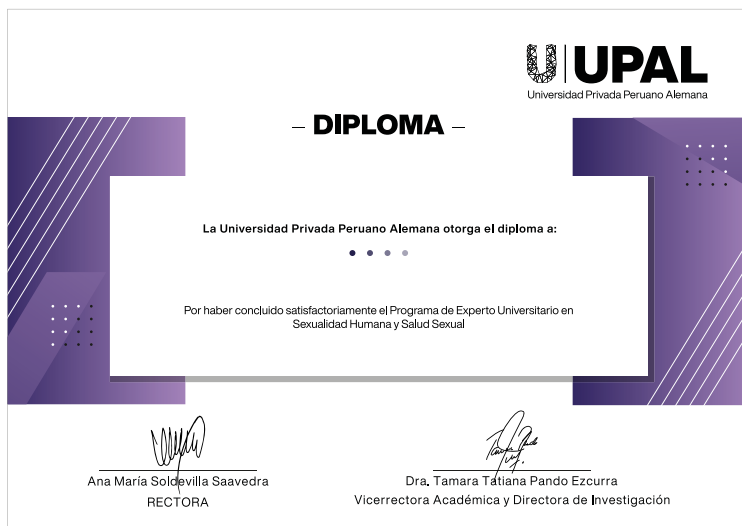 UPAL
Universidad Privada Peruano Alemana
– DIPLOMA –
La Universidad Privada Peruano Alemana otorga el diploma a:
Por haber concluido satisfactoriamente el Programa de Experto Universitario en
Sexualidad Humana y Salud Sexual
Ana María Soldevilla Saavedra
RECTORA
Dra. Tamara Tatiana Pando Ezcurra
Vicerrectora Académica y Directora de Investigación